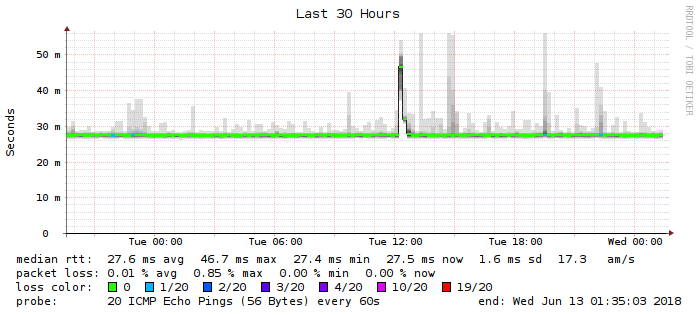 Last 30 Hours
RRDTOOL / TOBI OETIKER
Seconds
50 m
40 m
30 m
20 m
10 m
0
Tue 00:00 Tue 06:00 Tue 12:00 Tue 18:00 Wed 00:00
median rtt: 27.6 ms avg 46.7 ms max 27.4 ms min 27.5 ms now 1.6 ms sd 17.3 am/s
packet loss: 0.01 % avg 0.85 % max 0.00 % min 0.00 % now
loss color: 0 1/20 2/20 3/20 4/20 10/20 19/20
probe: 20 ICMP Echo Pings (56 Bytes) every 60s end: Wed Jun 13 01:35:03 2018